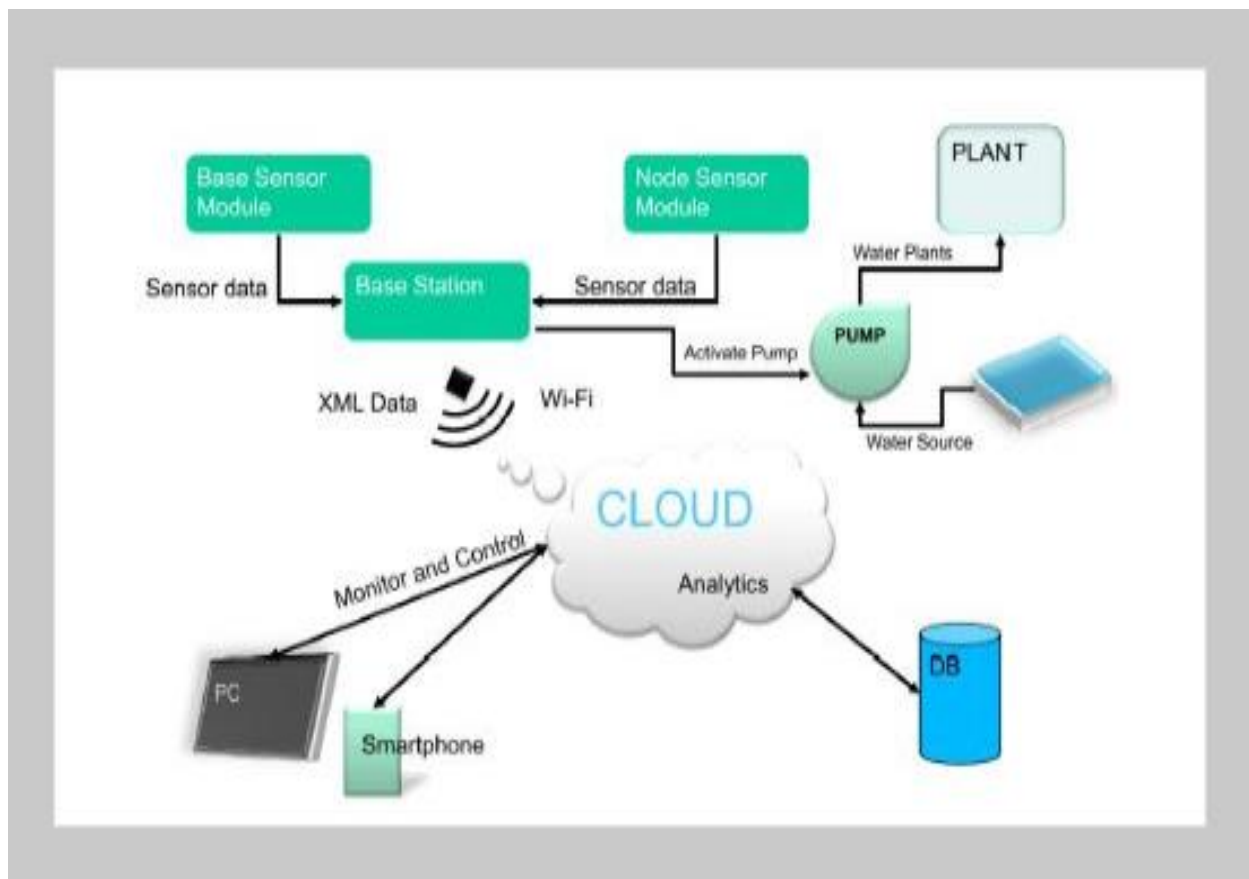 PLANT
Base Sensor
Module
Node Sensor
Module
Water Plants
Sensor data
Base Station
Sensor data
PUMP
Activate Pump
XML Data
Wi-Fi
Water Source
CLOUD
Monitor and Control
Analytics
DB
PC
Smartphone